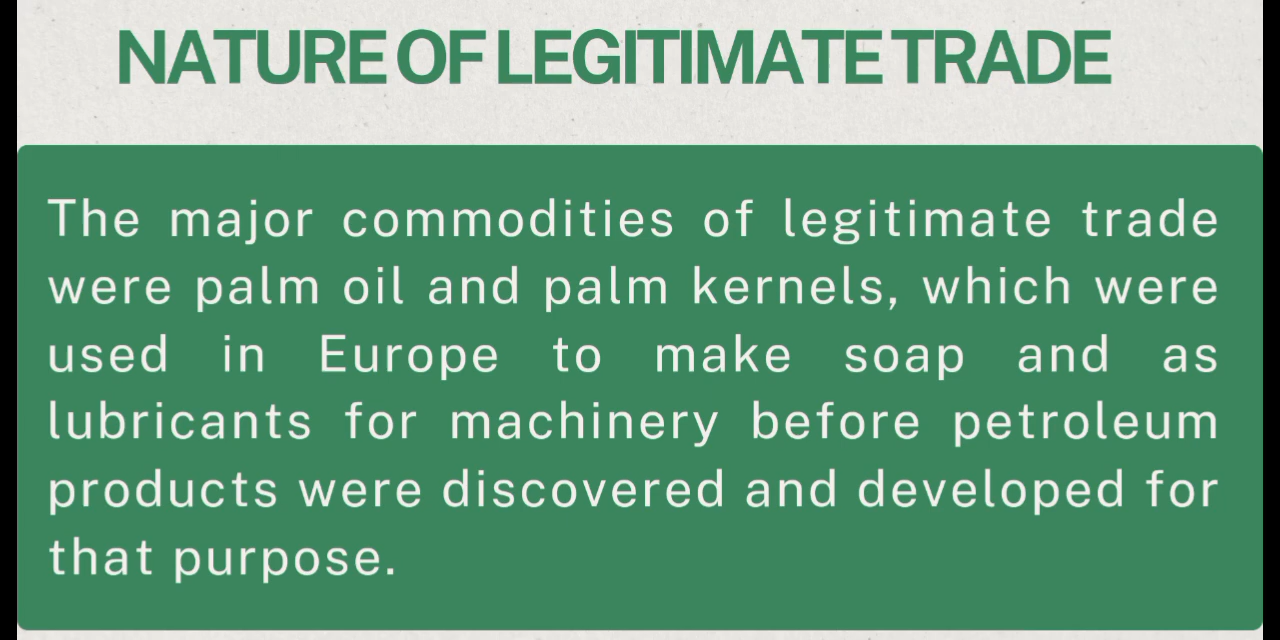 NATURE OF LEGITIMATE TRADE
The major commodities of legitimate trade
were palm oil and palm kernels, which were
used in Europe to make soap and as
lubricants for machinery before petroleum
products were discovered and developed for
that purpose.